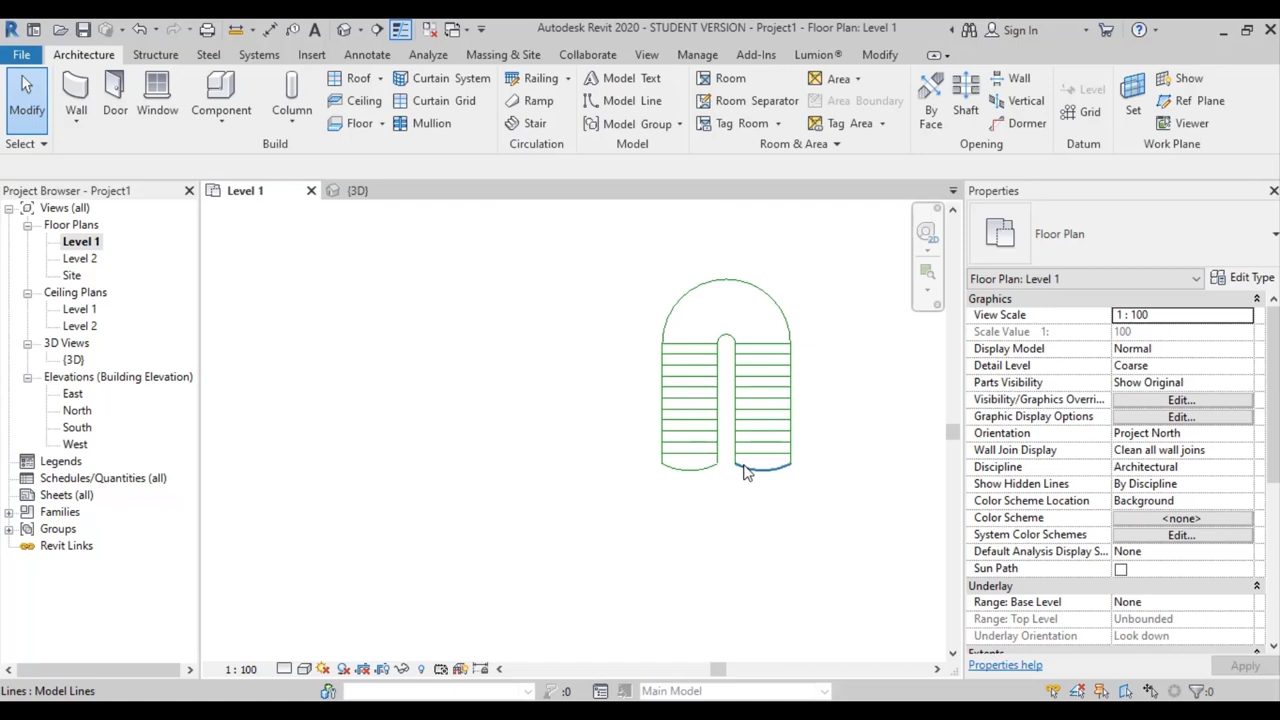 Autodesk Revit 2020 - STUDENT VERSION - Project1 - Floor Plan: Level 1
Sign In
File
Architecture
Structure
Steel
Systems
Insert
Annotate
Analyze
Massing & Site
Collaborate
View
Manage
Add-Ins
Lumion®
Modify
Modify
Wall
Door
Window
Component
Column
Roof
Ceiling
Floor
Curtain System
Curtain Grid
Mullion
Railing
Ramp
Stair
Model Text
Model Line
Model Group
Room
Room Separator
Tag Room
Area
Area Boundary
Tag Area
By Face
Shaft
Wall
Vertical
Dormer
Level
Grid
Set
Show
Ref Plane
Viewer
Select
Build
Circulation
Model
Room & Area
Opening
Datum
Work Plane
Project Browser - Project1
Views (all)
Floor Plans
Level 1
Level 2
Site
Ceiling Plans
Level 1
Level 2
3D Views
{3D}
Elevations (Building Elevation)
East
North
South
West
Legends
Schedules/Quantities (all)
Sheets (all)
Families
Groups
Revit Links
Level 1
{3D}
2D
Properties
Floor Plan
Floor Plan: Level 1
Edit Type
Graphics
View Scale 1 : 100
Scale Value 1: 100
Display Model Normal
Detail Level Coarse
Parts Visibility Show Original
Visibility/Graphics Overri... Edit...
Graphic Display Options Edit...
Orientation Project North
Wall Join Display Clean all wall joins
Discipline Architectural
Show Hidden Lines By Discipline
Color Scheme Location Background
Color Scheme <none>
System Color Schemes Edit...
Default Analysis Display S... None
Sun Path
Underlay
Range: Base Level None
Range: Top Level Unbounded
Underlay Orientation Look down
Extents
Properties help
Apply
1 : 100
Lines : Model Lines
:0
Main Model
:0